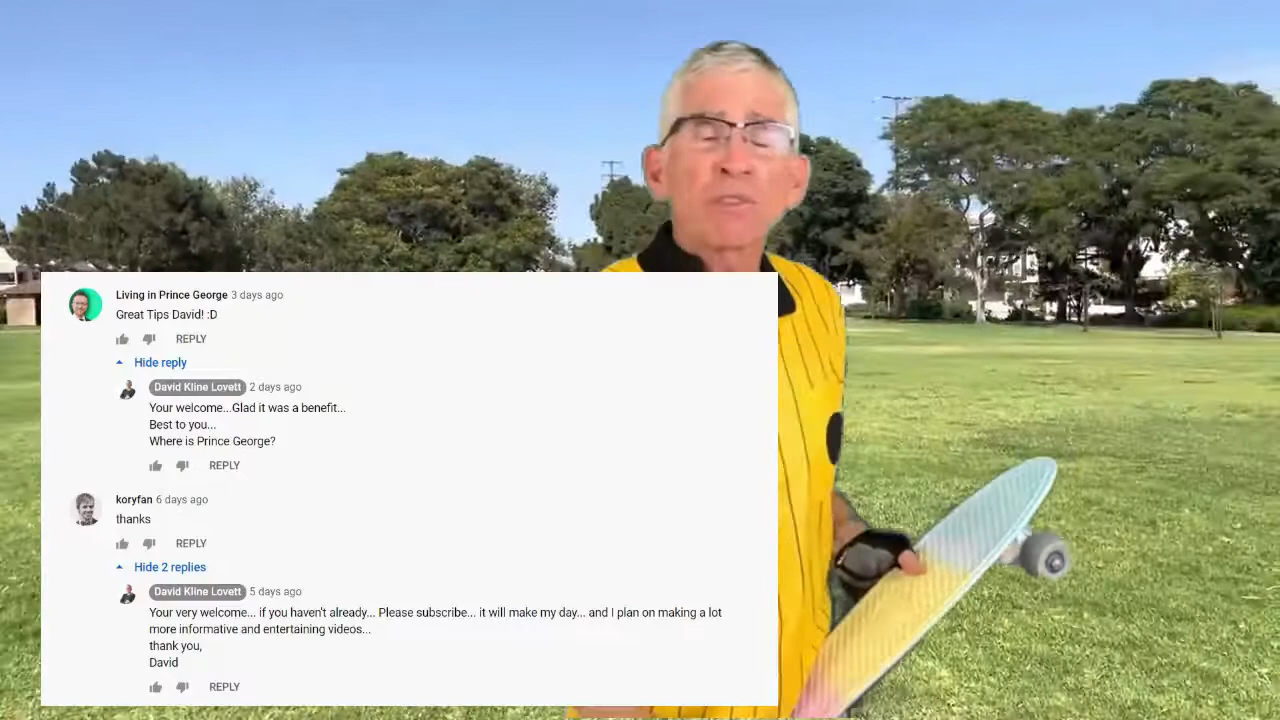 Living in Prince George 3 days ago
Great Tips David! :D
REPLY
Hide reply
David Kline Lovett 2 days ago
Your welcome...Glad it was a benefit...
Best to you...
Where is Prince George?
REPLY
koryfan 6 days ago
thanks
REPLY
Hide 2 replies
David Kline Lovett 5 days ago
Your very welcome... if you haven't already... Please subscribe... it will make my day... and I plan on making a lot
more informative and entertaining videos...
thank you,
David
REPLY